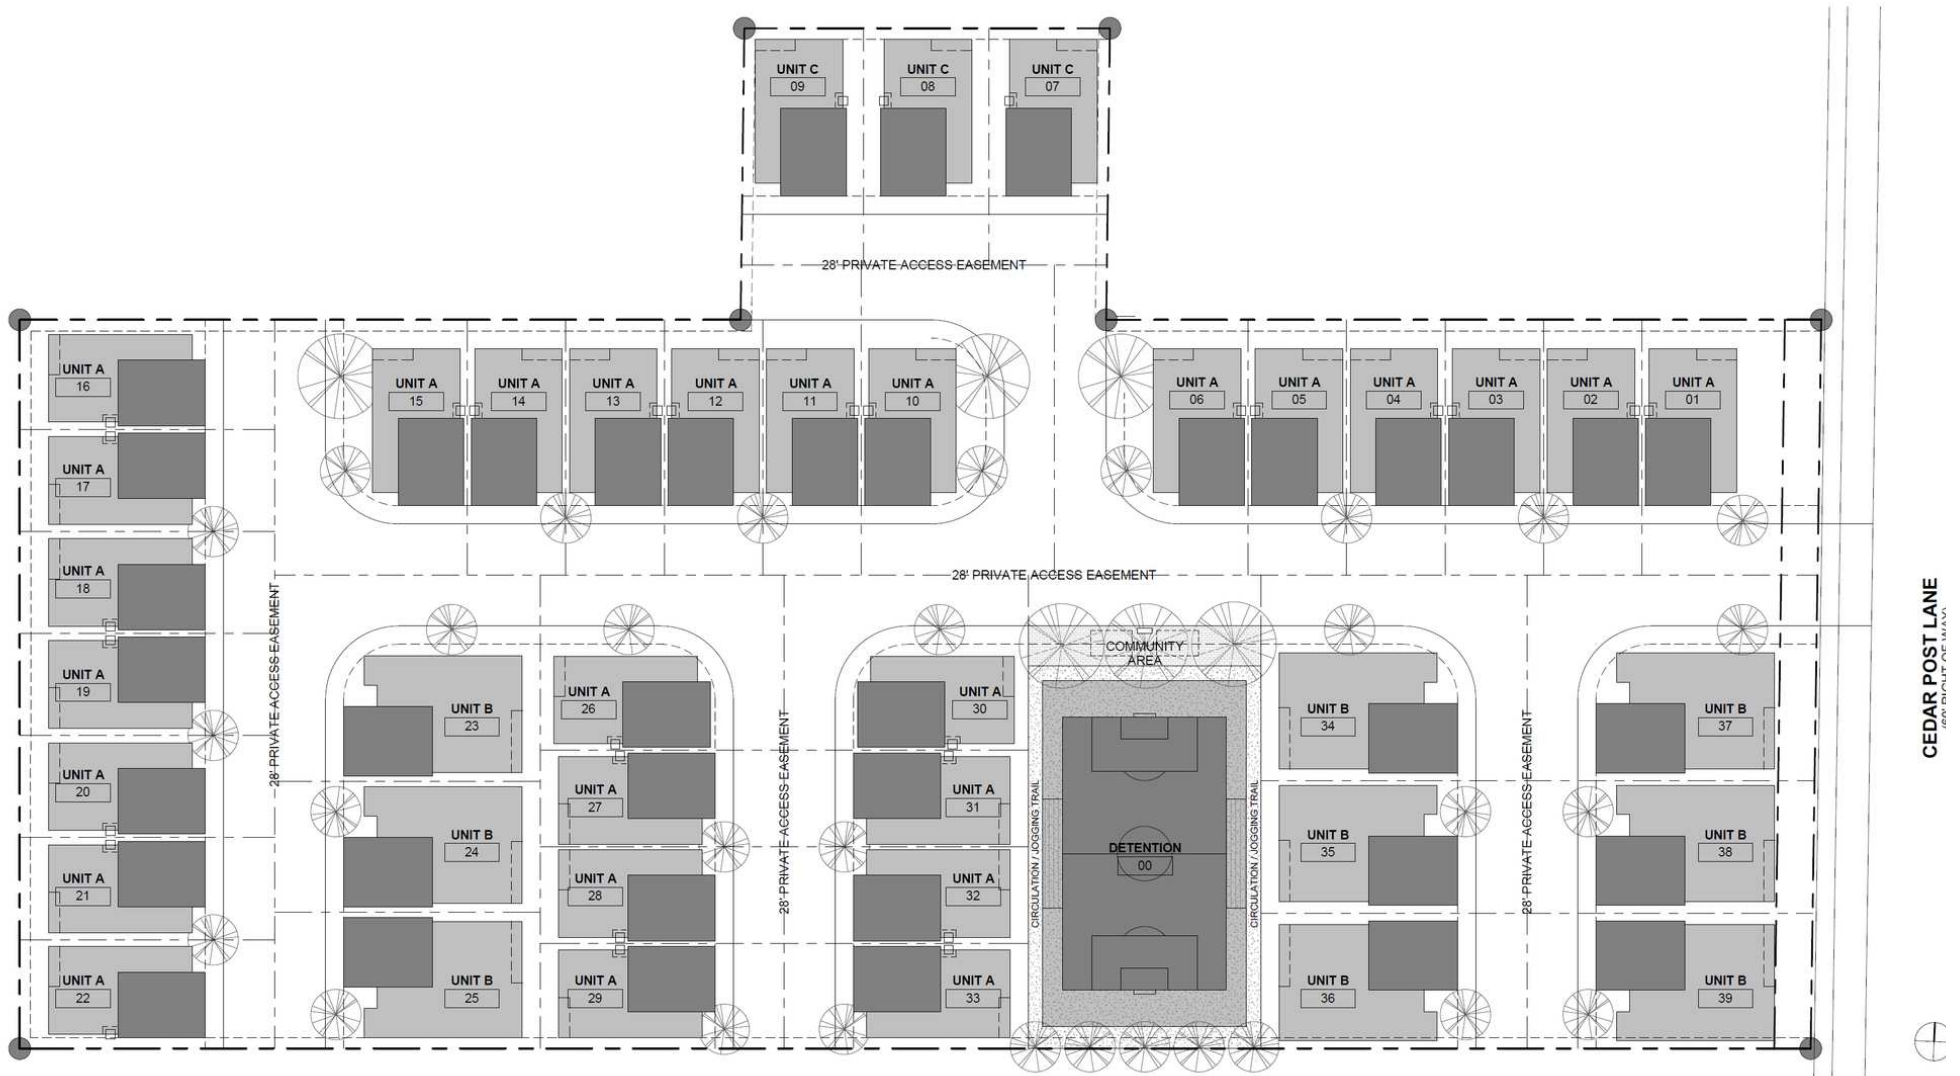 UNIT C
09
UNIT C
08
UNIT C
07
28' PRIVATE ACCESS EASEMENT
UNIT A
16
UNIT A
17
UNIT A
18
UNIT A
19
UNIT A
20
UNIT A
21
UNIT A
22
28' PRIVATE ACCESS EASEMENT
UNIT A
15
UNIT A
14
UNIT A
13
UNIT A
12
UNIT A
11
UNIT A
10
UNIT A
06
UNIT A
05
UNIT A
04
UNIT A
03
UNIT A
02
UNIT A
01
28' PRIVATE ACCESS EASEMENT
UNIT B
23
UNIT B
24
UNIT B
25
UNIT A
26
UNIT A
27
UNIT A
28
UNIT A
29
28' PRIVATE ACCESS EASEMENT
UNIT A
30
UNIT A
31
UNIT A
32
UNIT A
33
COMMUNITY
AREA
CIRCULATION / JOGGING TRAIL
DETENTION
00
CIRCULATION / JOGGING TRAIL
UNIT B
34
UNIT B
35
UNIT B
36
28' PRIVATE ACCESS EASEMENT
UNIT B
37
UNIT B
38
UNIT B
39
CEDAR POST LANE
(60' RIGHT OF WAY)